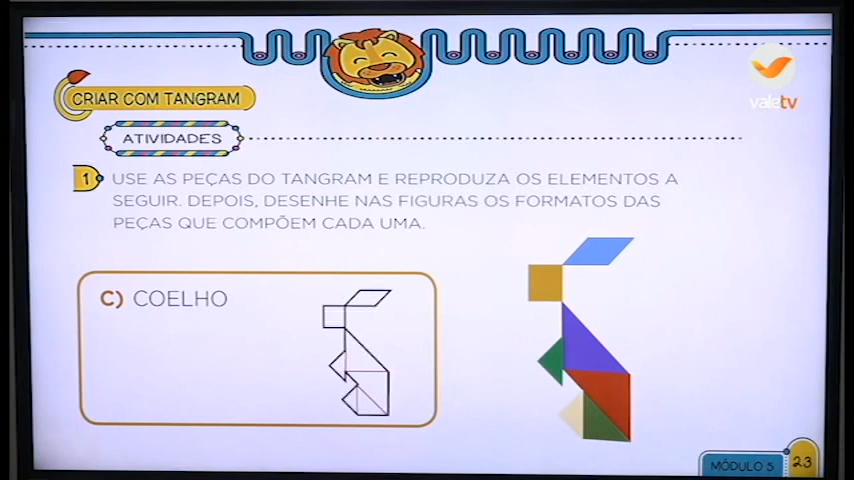 valetv
CRIAR COM TANGRAM
ATIVIDADES
1 USE AS PEÇAS DO TANGRAM E REPRODUZA OS ELEMENTOS A
SEGUIR. DEPOIS, DESENHE NAS FIGURAS OS FORMATOS DAS
PEÇAS QUE COMPÕEM CADA UMA.
C) COELHO
MÓDULO 5 23